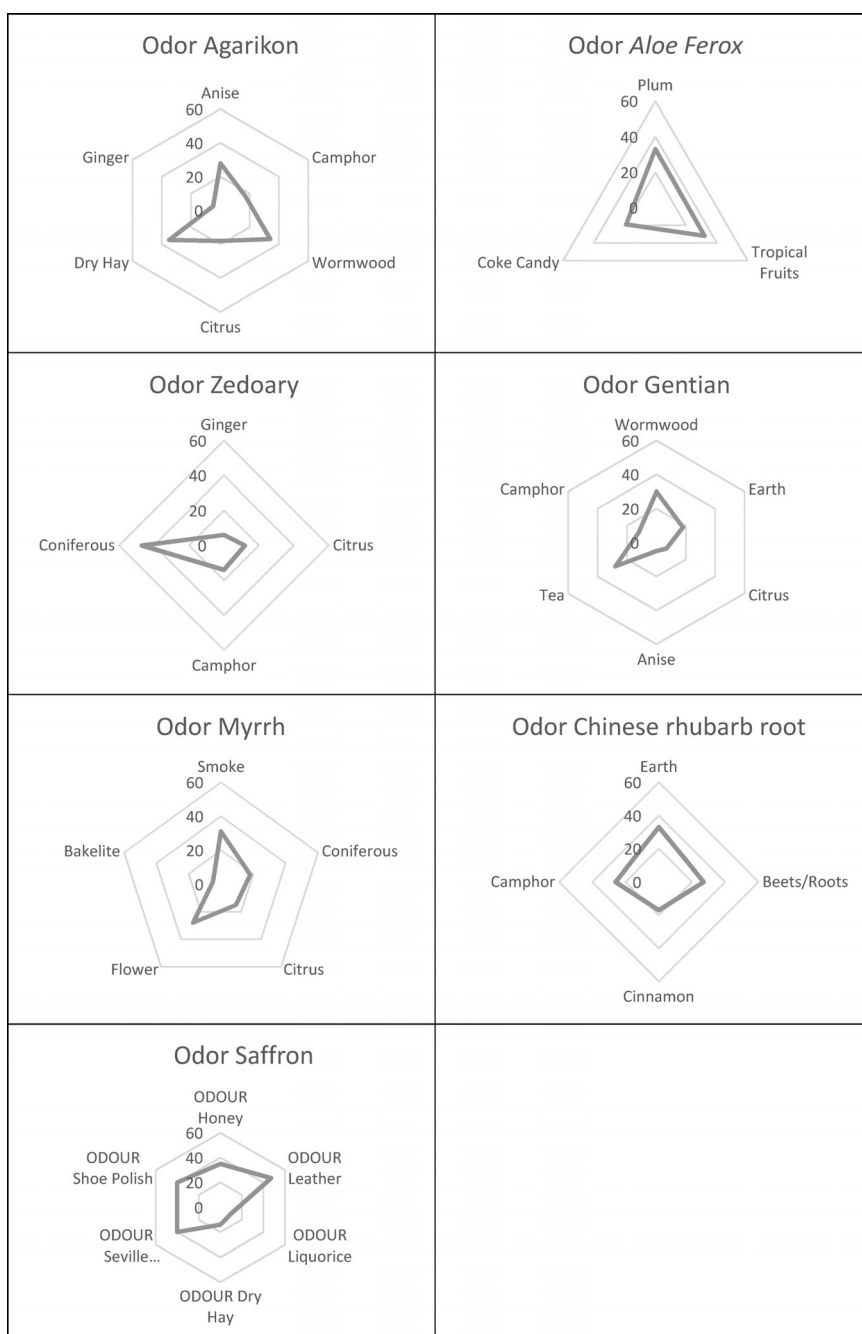 Odor Agarikon
Anise
60
40
20
0
Camphor
Wormwood
Citrus
Dry Hay
Ginger
Odor Aloe Ferox
Plum
60
40
20
0
Tropical
Fruits
Coke Candy
Odor Zedoary
Ginger
60
40
20
0
Citrus
Camphor
Coniferous
Odor Gentian
Wormwood
60
40
20
0
Earth
Citrus
Anise
Tea
Camphor
Odor Myrrh
Smoke
60
40
20
0
Coniferous
Citrus
Flower
Bakelite
Odor Chinese rhubarb root
Earth
60
40
20
0
Beets/Roots
Cinnamon
Camphor
Odor Saffron
ODOUR
Honey
60
40
20
0
ODOUR
Leather
ODOUR
Liquorice
ODOUR Dry
Hay
ODOUR
Seville...
ODOUR
Shoe Polish